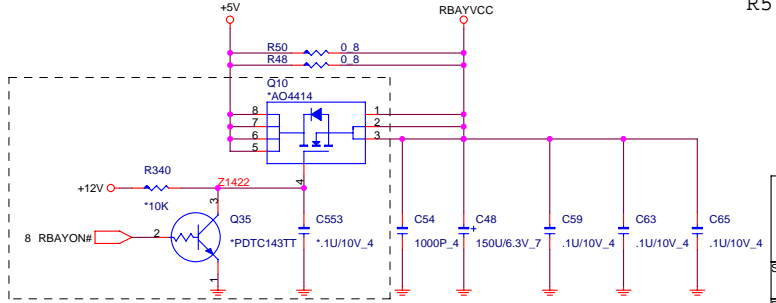 +5V
RBAYVCC
R5
R50
0_8
R48
0_8
Q10
*AO4414
8
7
6
5
1
2
3
4
R340
Z1422
+12V
*10K
3
8 RBAYON#
2
Q35
*PDTC143TT
1
C553
*.1U/10V_4
C54
1000P_4
C48
+
150U/6.3V_7
C59
.1U/10V_4
C63
.1U/10V_4
C65
.1U/10V_4